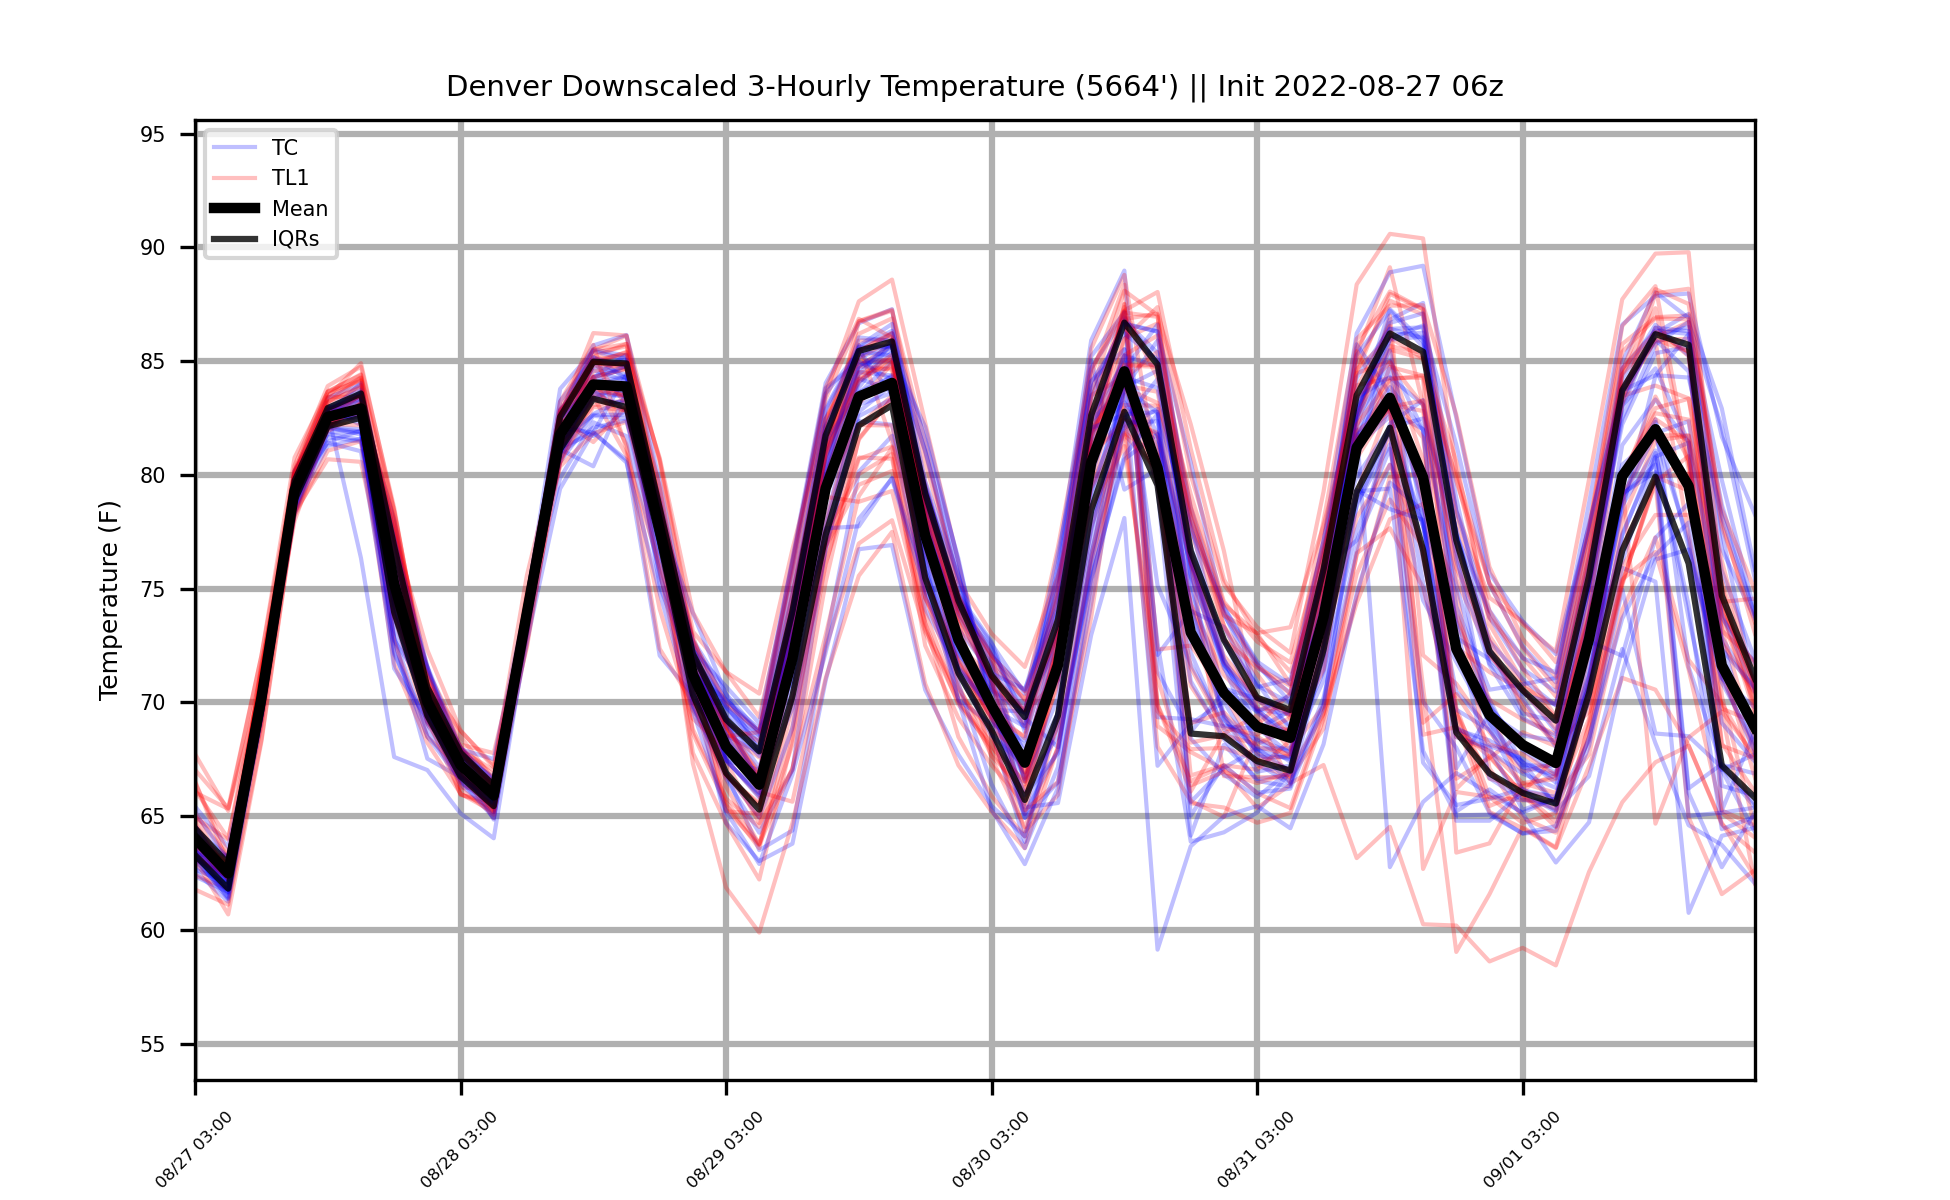 Denver Downscaled 3-Hourly Temperature (5664') || Init 2022-08-27 06z
TC
TL1
Mean
IQRs
Temperature (F)
95
90
85
80
75
70
65
60
55
08/27 03:00
08/28 03:00
08/29 03:00
08/30 03:00
08/31 03:00
09/01 03:00